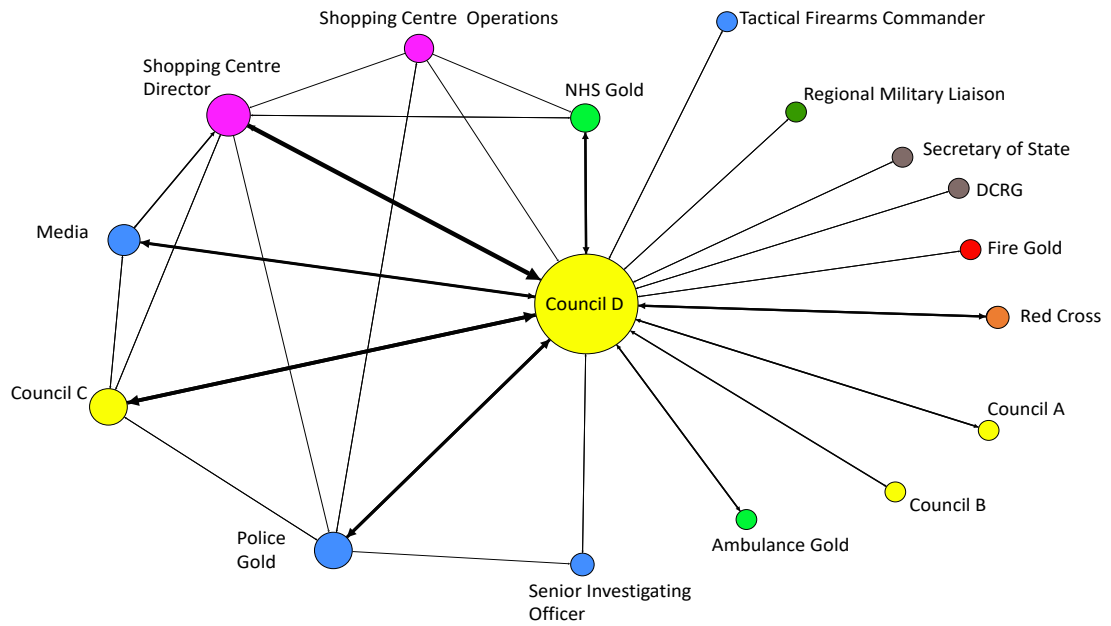 Shopping Centre Operations
Tactical Firearms Commander
Shopping Centre
Director
NHS Gold
Regional Military Liaison
Secretary of State
DCRG
Media
Fire Gold
Council D
Red Cross
Council C
Council A
Council B
Police
Gold
Ambulance Gold
Senior Investigating
Officer